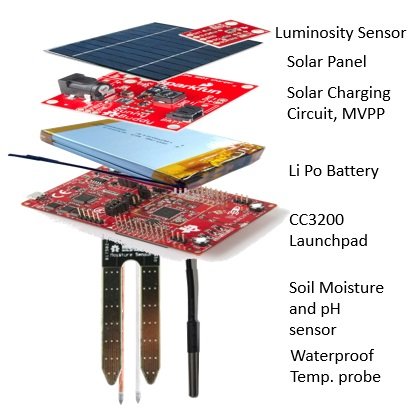 Luminosity Sensor
Solar Panel
Solar Charging
Circuit, MVPP
Li Po Battery
CC3200
Launchpad
Soil Moisture
and pH
sensor
Waterproof
Temp. probe
sparkfun
Moisture Sensor